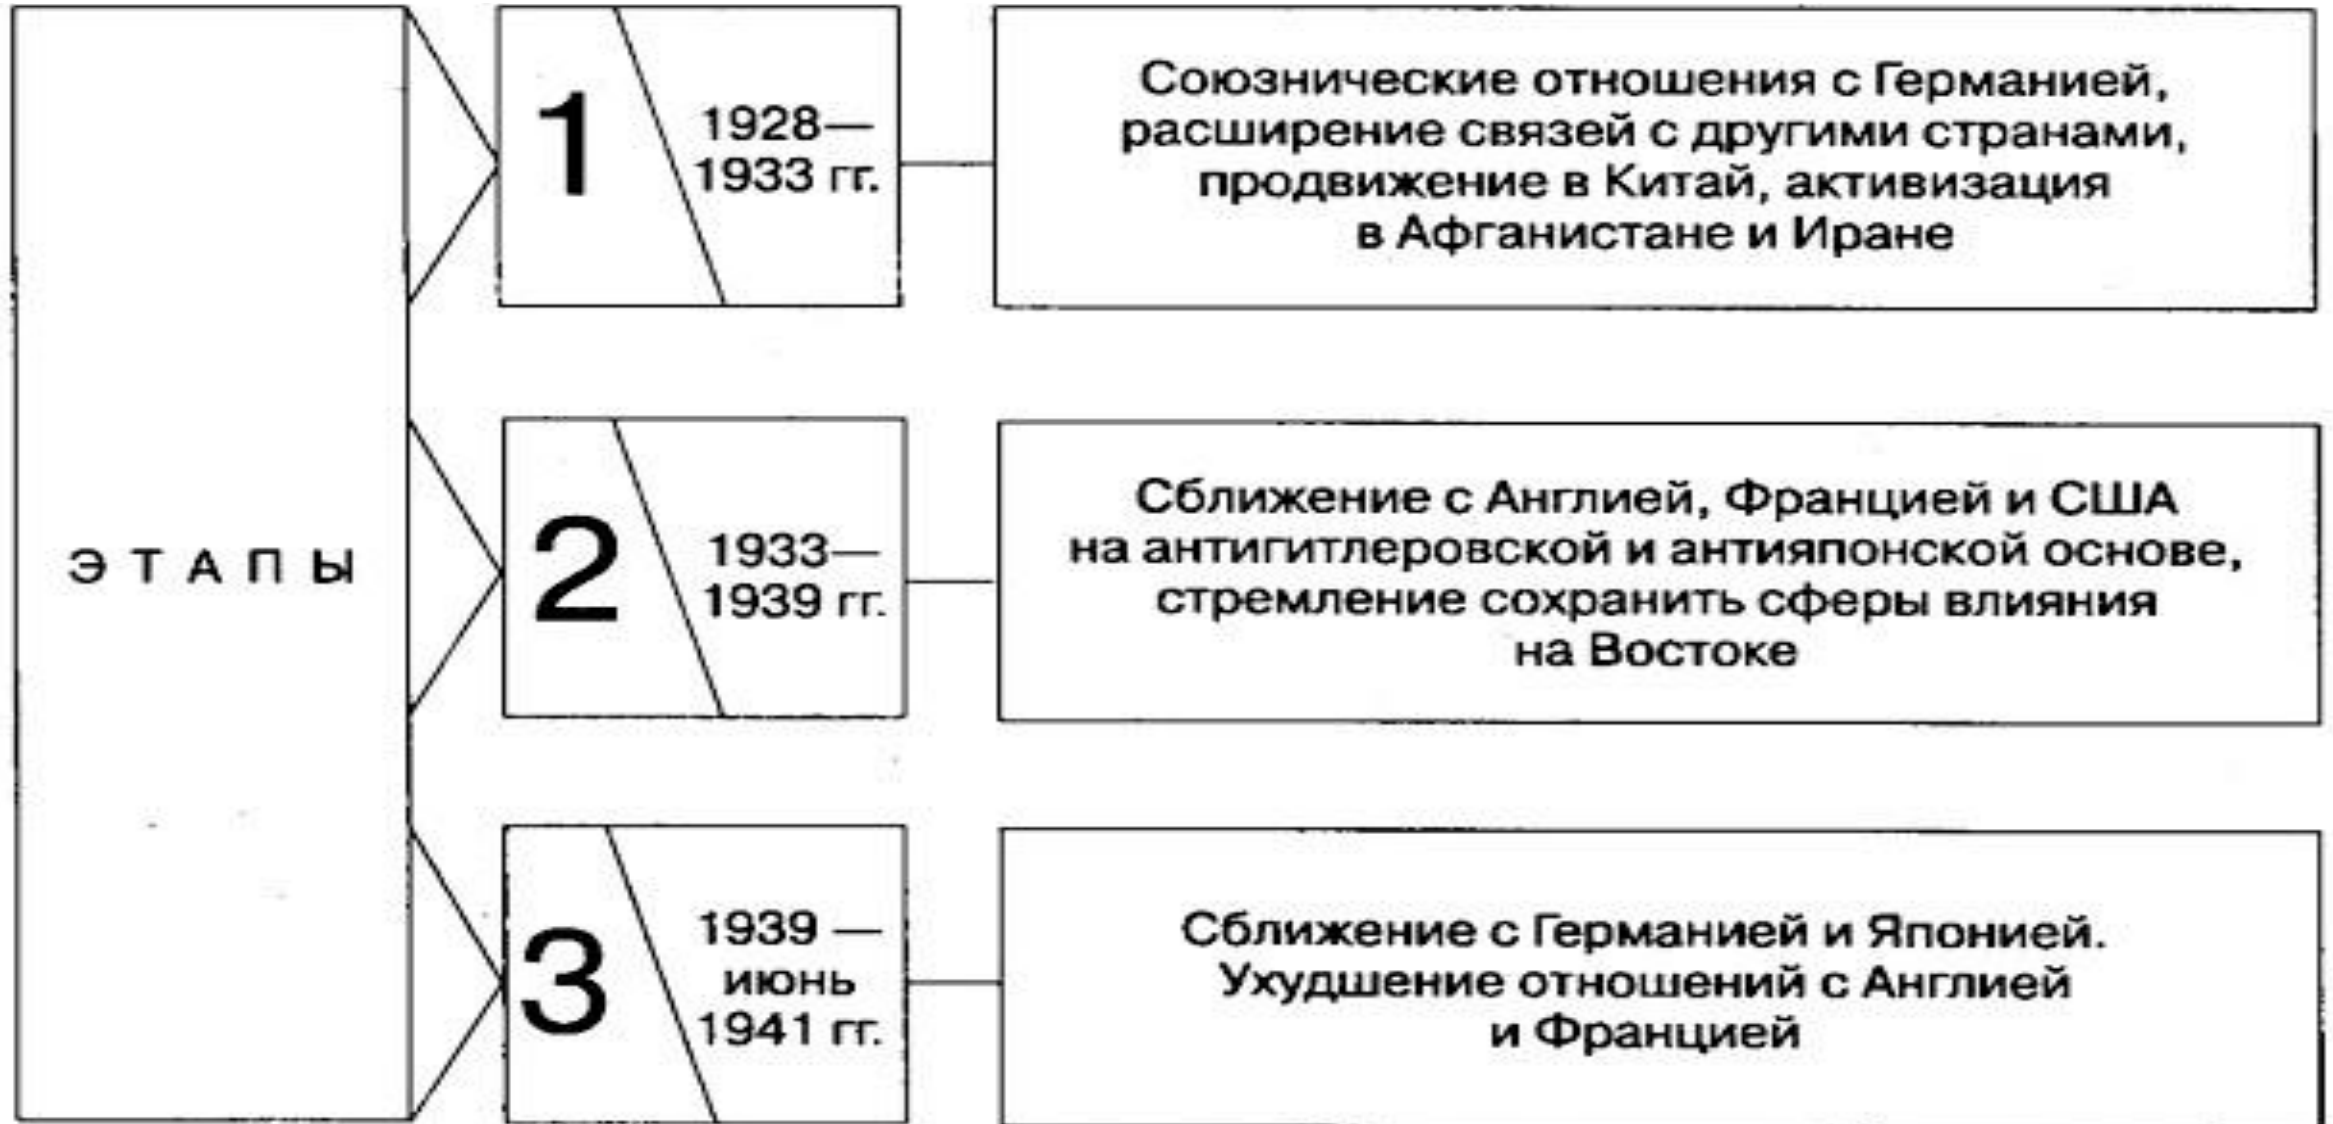 ЭТАПЫ
1
1928—
1933 гг.
Союзнические отношения с Германией,
расширение связей с другими странами,
продвижение в Китай, активизация
в Афганистане и Иране
2
1933—
1939 гг.
Сближение с Англией, Францией и США
на антигитлеровской и антияпонской основе,
стремление сохранить сферы влияния
на Востоке
3
1939 —
июнь
1941 гг.
Сближение с Германией и Японией.
Ухудшение отношений с Англией
и Францией